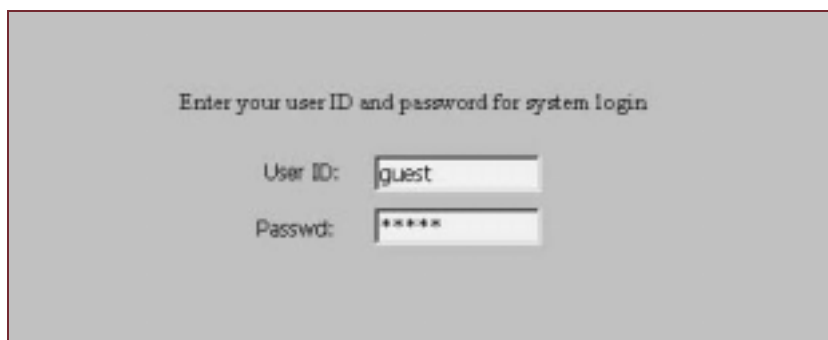 Enter your user ID and password for system login
User ID: guest
Passwd: *****